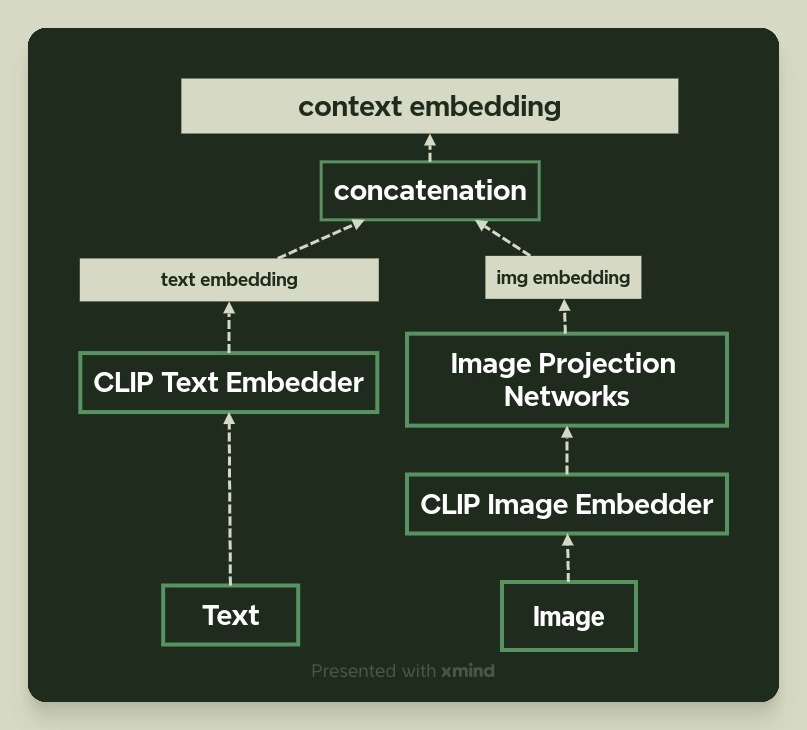 context embedding
concatenation
text embedding
img embedding
CLIP Text Embedder
Image Projection
Networks
CLIP Image Embedder
Text
Image
Presented with xmind